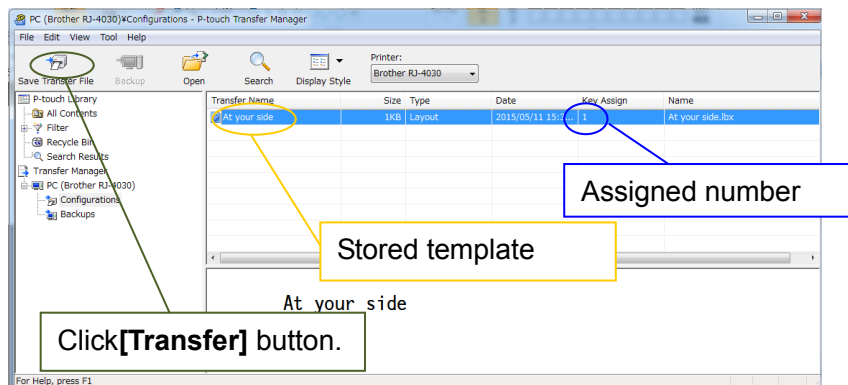 PC (Brother RJ-4030)¥Configurations - P-touch Transfer Manager
File Edit View Tool Help
Save Transfer File Backup Open Search Display Style Printer:
Brother RJ-4030
P-touch Library
All Contents
Filter
Recycle Bin
Search Results
Transfer Manager
PC (Brother RJ-4030)
Configurations
Backups
Transfer Name Size Type Date Key Assign Name
At your side 1KB Layout 2015/05/11 15:3... 1 At your side.lbx
Assigned number
Stored template
At your side
Click[Transfer] button.
For Help, press F1